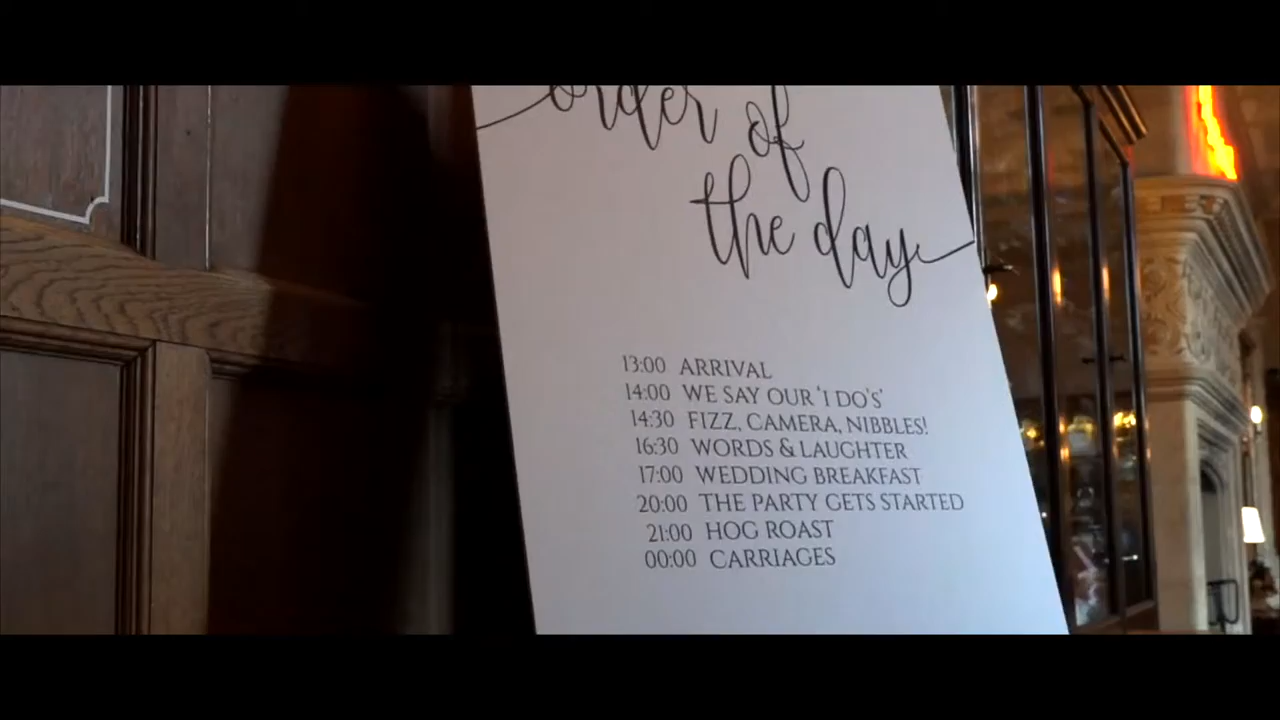 order of
the day
13:00 ARRIVAL
14:00 WE SAY OUR 'I DO'S'
14:30 FIZZ, CAMERA, NIBBLES!
16:30 WORDS & LAUGHTER
17:00 WEDDING BREAKFAST
20:00 THE PARTY GETS STARTED
21:00 HOG ROAST
00:00 CARRIAGES